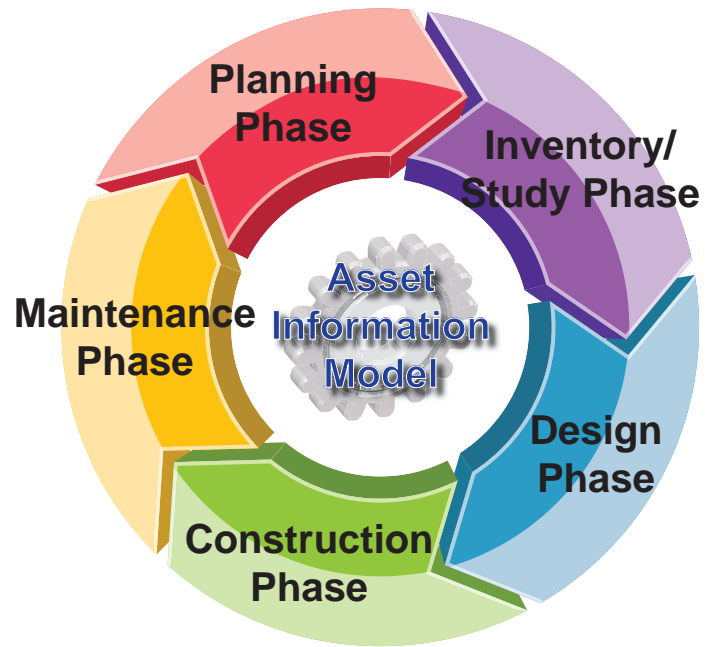 Planning
Phase
Inventory/
Study Phase
Design
Phase
Construction
Phase
Maintenance
Phase
Asset
Information
Model